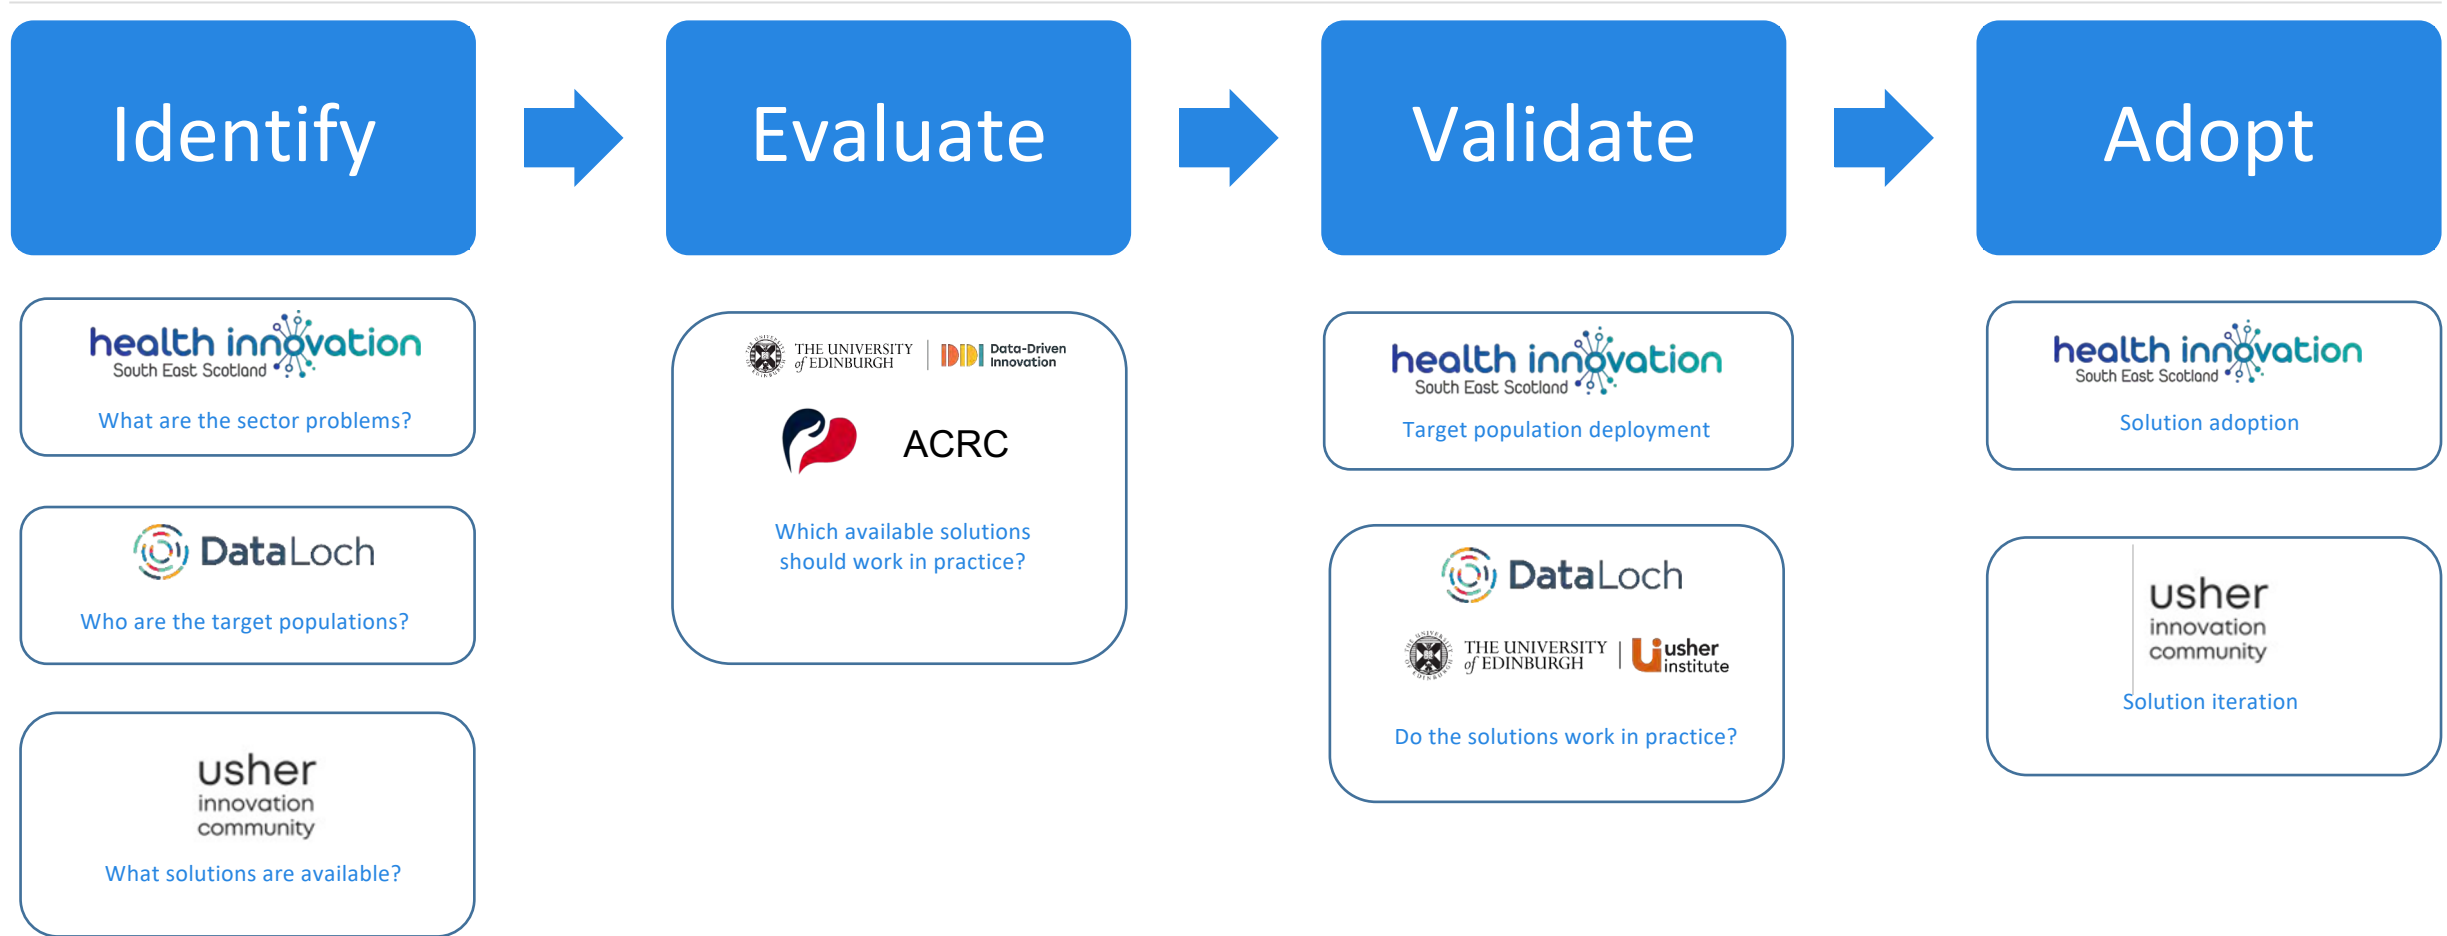 Identify
Evaluate
Validate
Adopt
health innovation
South East Scotland
What are the sector problems?
DataLoch
Who are the target populations?
usher
innovation
community
What solutions are available?
THE UNIVERSITY
of EDINBURGH
Data-Driven
Innovation
ACRC
Which available solutions
should work in practice?
health innovation
South East Scotland
Target population deployment
DataLoch
THE UNIVERSITY
of EDINBURGH
usher
institute
Do the solutions work in practice?
health innovation
South East Scotland
Solution adoption
usher
innovation
community
Solution iteration